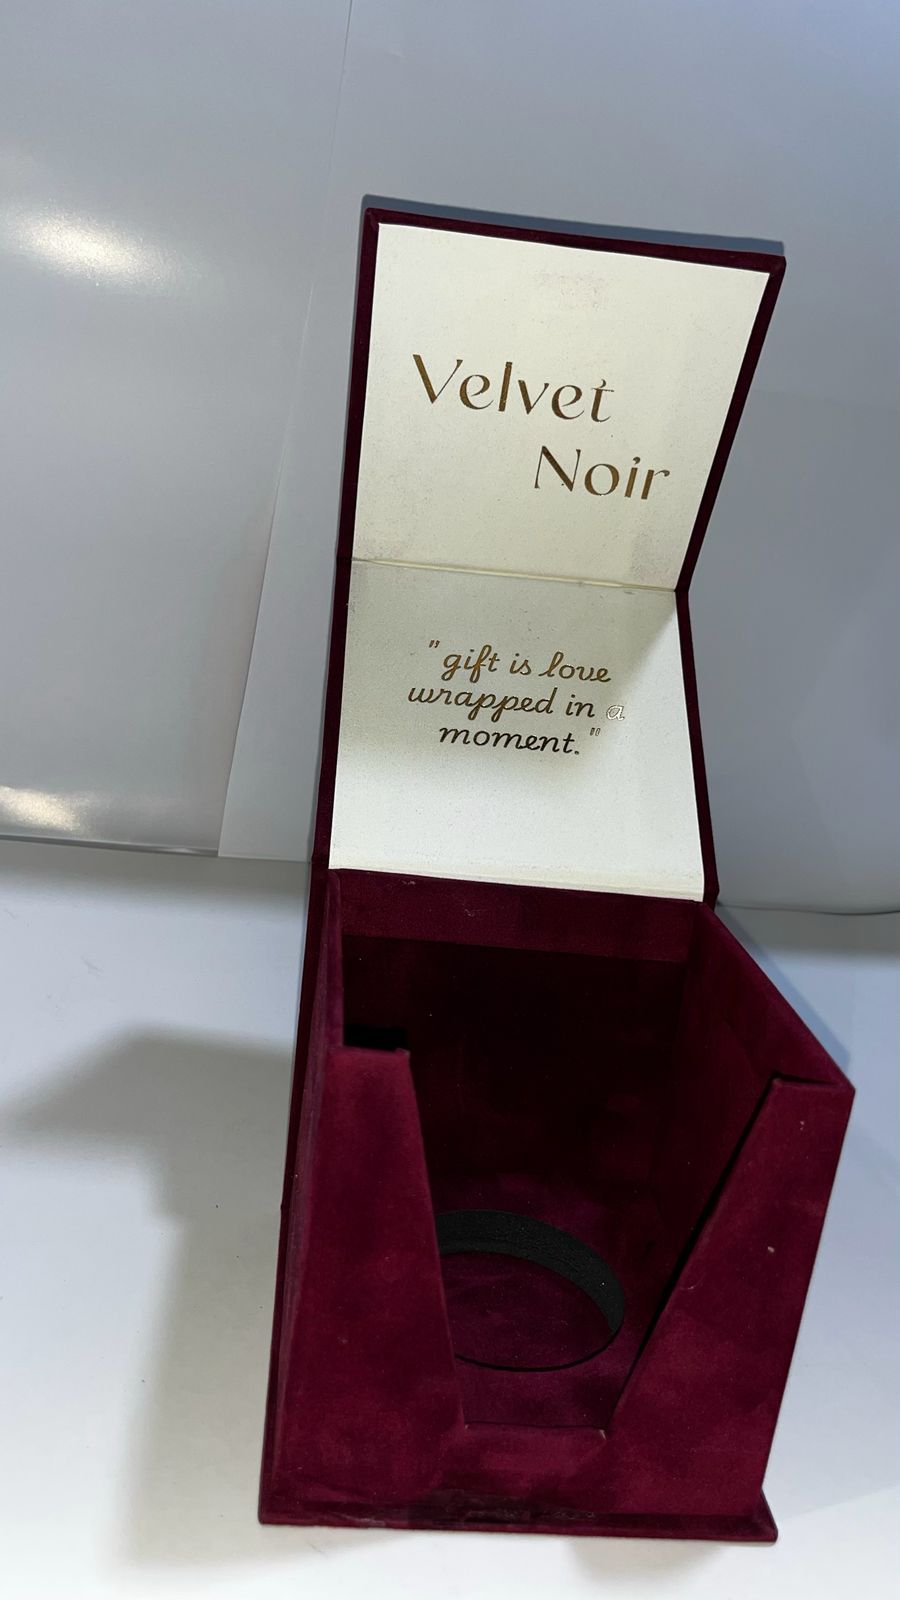 Velvet
Noir
"gift is love
wrapped in a
moment."